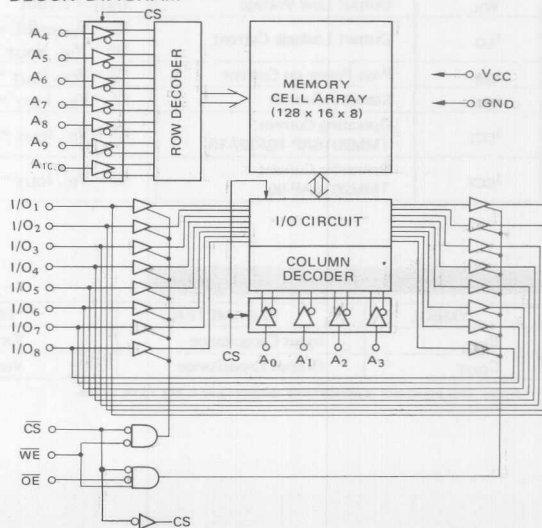 BLOCK DIAGRAM
CS
A4
A5
A6
A7
A8
A9
A10
ROW DECODER
MEMORY
CELL ARRAY
(128 x 16 x 8)
VCC
GND
I/O1
I/O2
I/O3
I/O4
I/O5
I/O6
I/O7
I/O8
I/O CIRCUIT
COLUMN
DECODER
CS
A0
A1
A2
A3
CS
WE
OE
CS